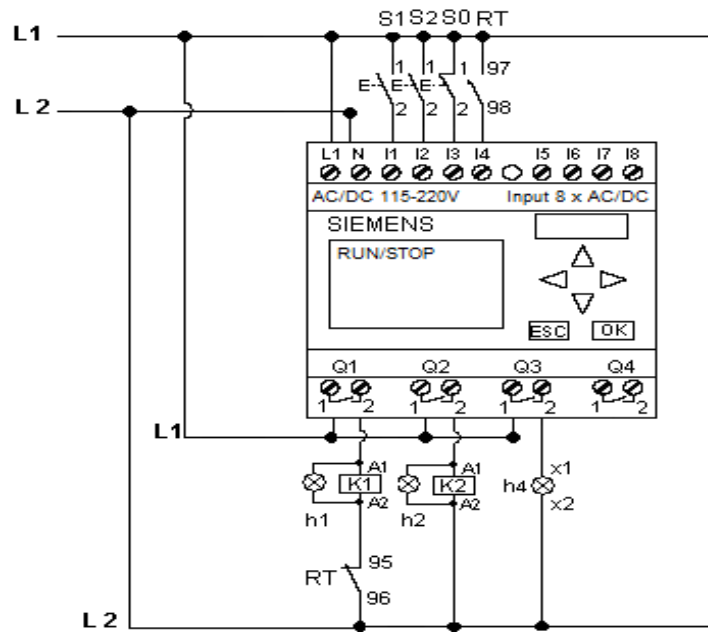 S1 S2 S0 RT
L1
1 1 1 97
E E E
2 2 2 98
L 2
L1 N I1 I2 I3 I4 I5 I6 I7 I8
AC/DC 115-220V Input 8 x AC/DC
SIEMENS
RUN/STOP
ESC OK
Q1 Q2 Q3 Q4
1 2 1 2 1 2 1 2
L1
A1 A1 x1
K1 K2 h4
A2 A2 x2
h1 h2
95
RT
96
L 2